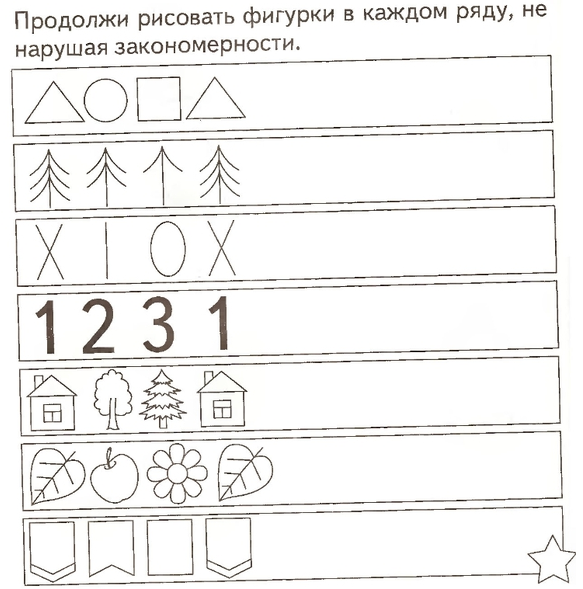 Продолжи рисовать фигурки в каждом ряду, не
нарушая закономерности.
X I O X
1 2 3 1